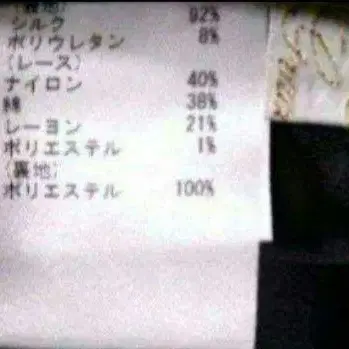 (表地)
シルク 92%
ポリウレタン 8%
(レース)
ナイロン 40%
綿 38%
レーヨン 21%
ポリエステル 1%
(裏地)
ポリエステル 100%